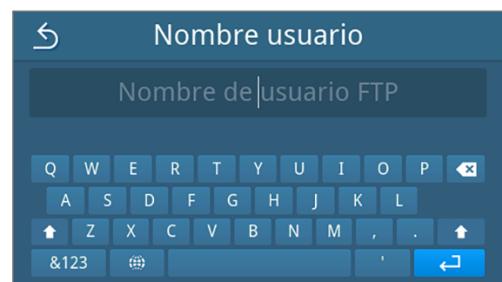 Nombre usuario
Nombre de usuario FTP
Q W E R T Y U I O P
A S D F G H J K L
Z X C V B N M , .
&123 '